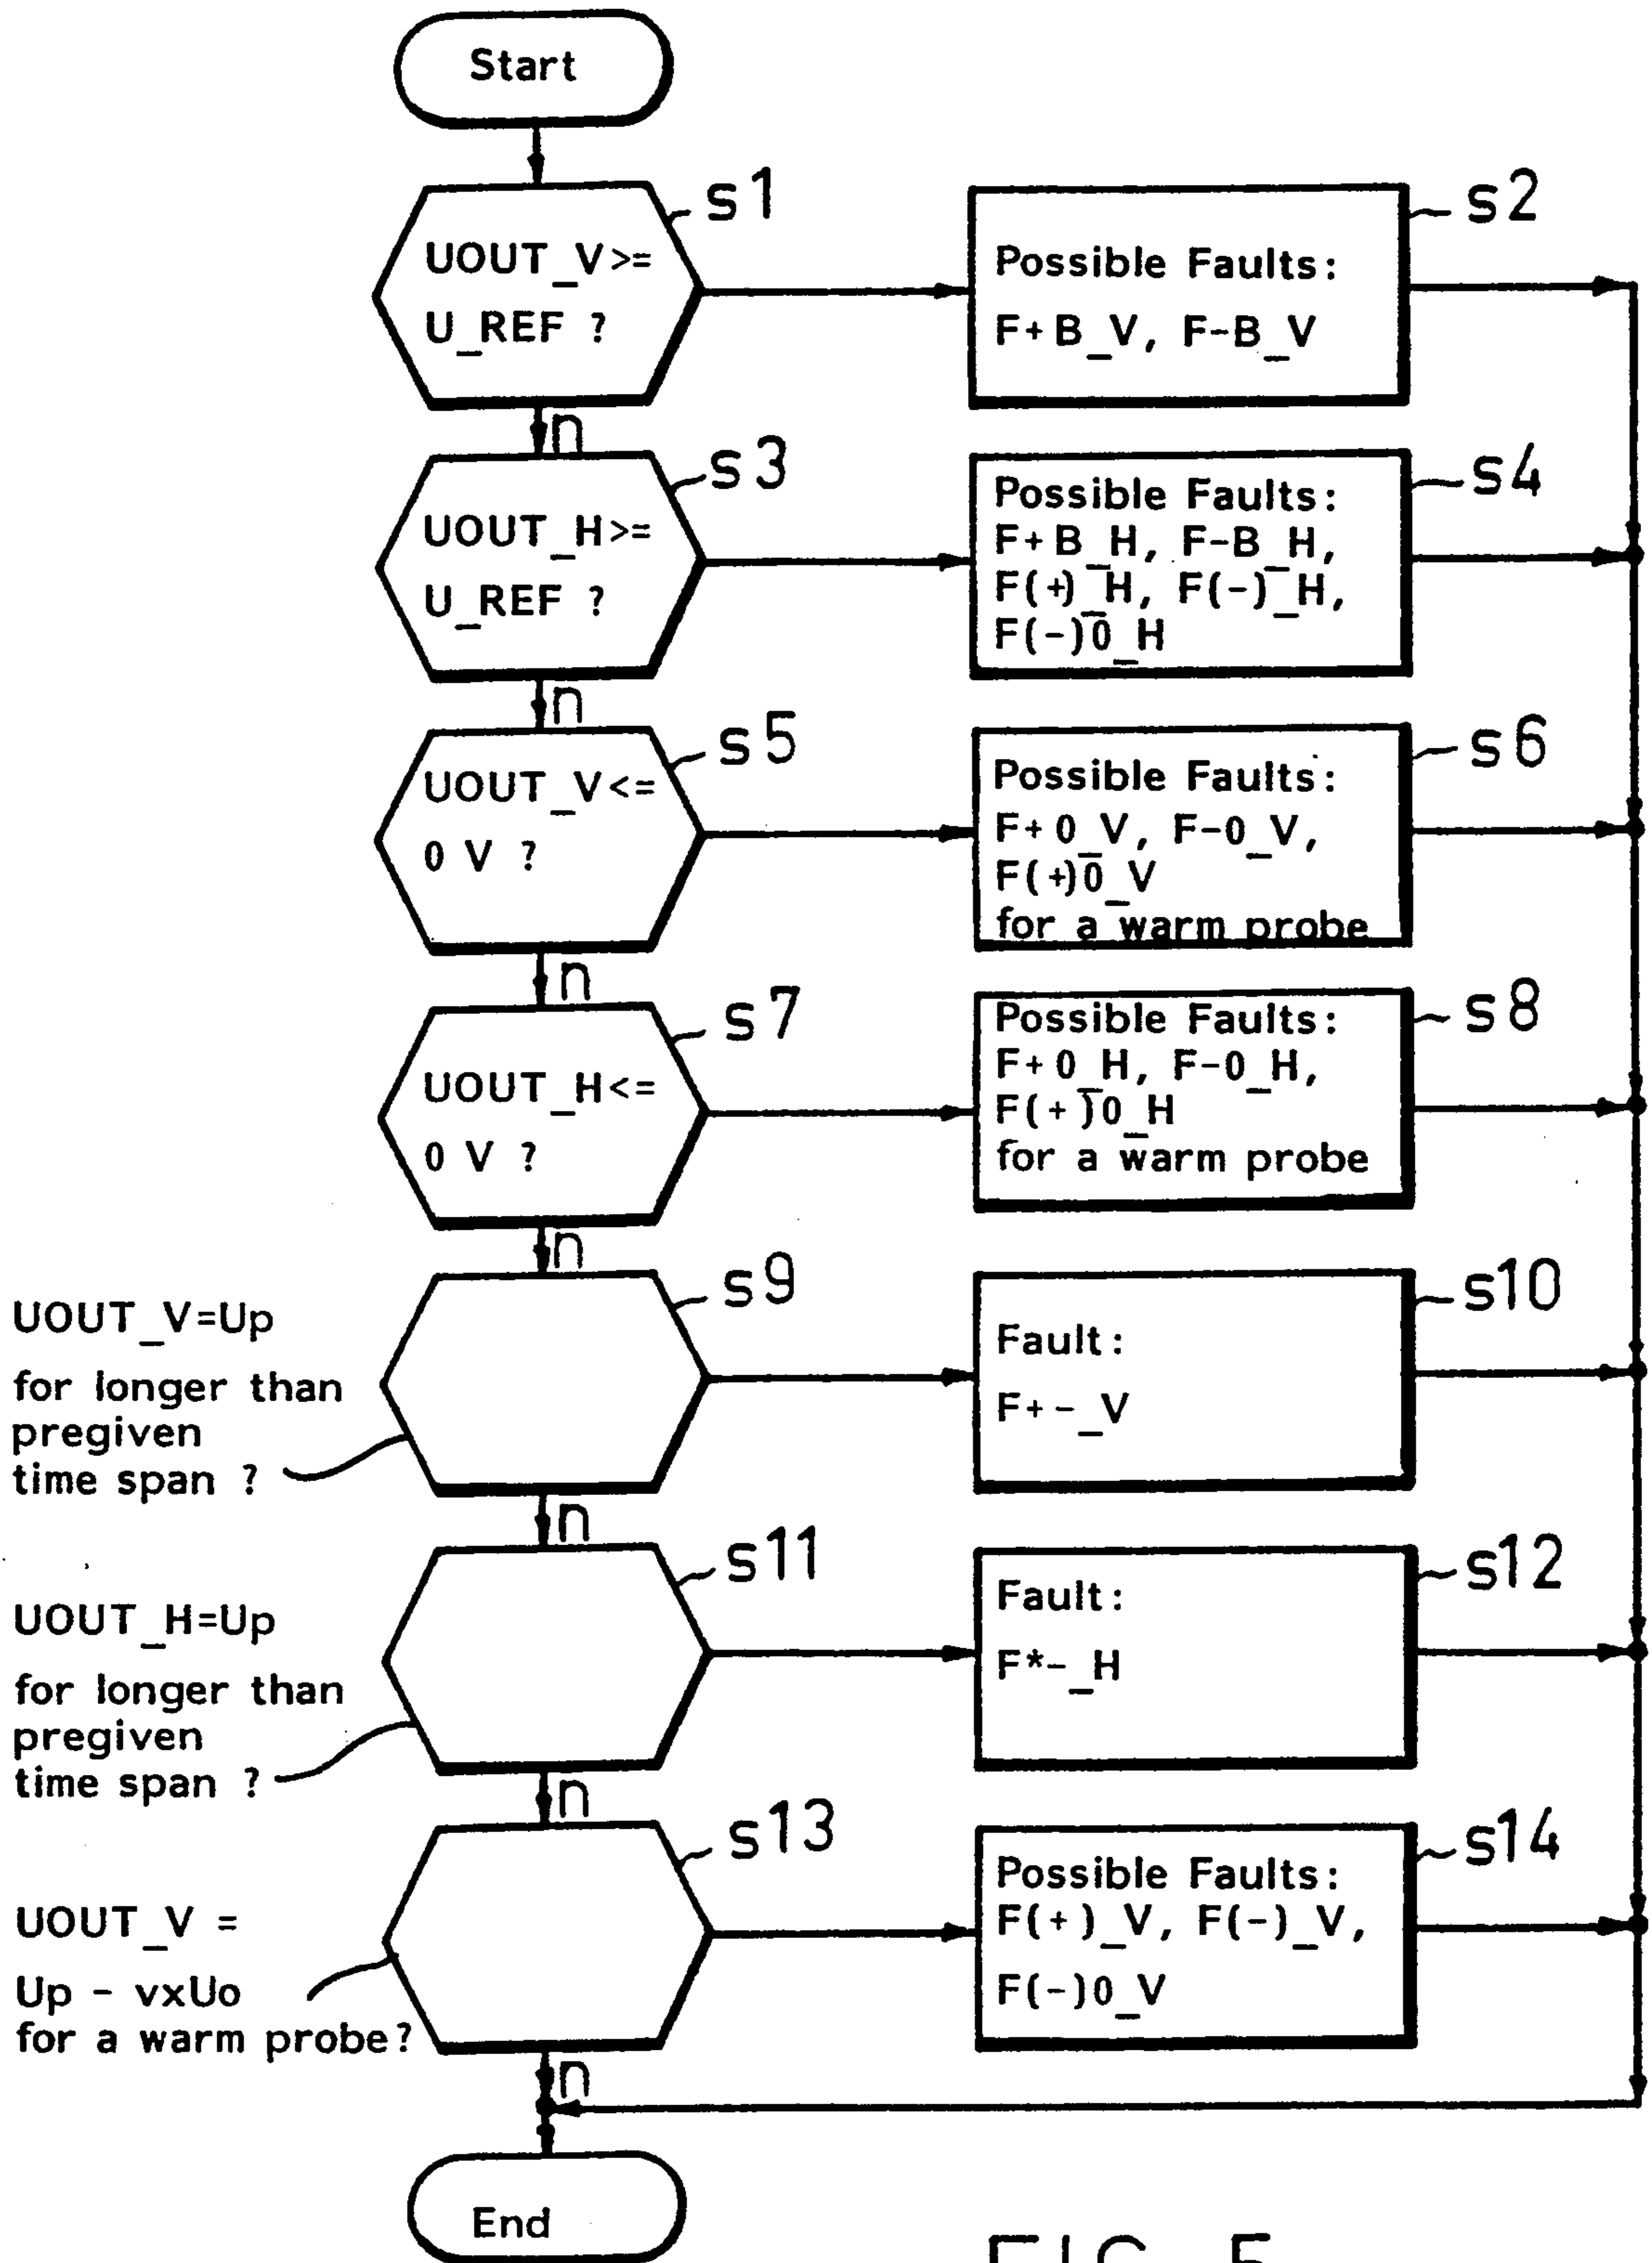 Start
s1
UOUT_V>=
U_REF ?
s2
Possible Faults:
F+B_V, F-B_V
n
s3
UOUT_H>=
U_REF ?
s4
Possible Faults:
F+B_H, F-B_H,
F(+)_H, F(-)_H,
F(-)0_H
n
s5
UOUT_V<=
0 V ?
s6
Possible Faults:
F+0_V, F-0_V,
F(+)0_V
for a warm probe
n
s7
UOUT_H<=
0 V ?
s8
Possible Faults:
F+0_H, F-0_H,
F(+)0_H
for a warm probe
n
s9
UOUT_V=Up
for longer than
pregiven
time span ?
s10
Fault:
F+-_V
n
s11
UOUT_H=Up
for longer than
pregiven
time span ?
s12
Fault:
F*-_H
n
s13
UOUT_V =
Up - vxUo
for a warm probe?
s14
Possible Faults:
F(+)_V, F(-)_V,
F(-)0_V
n
End
FIG. 5